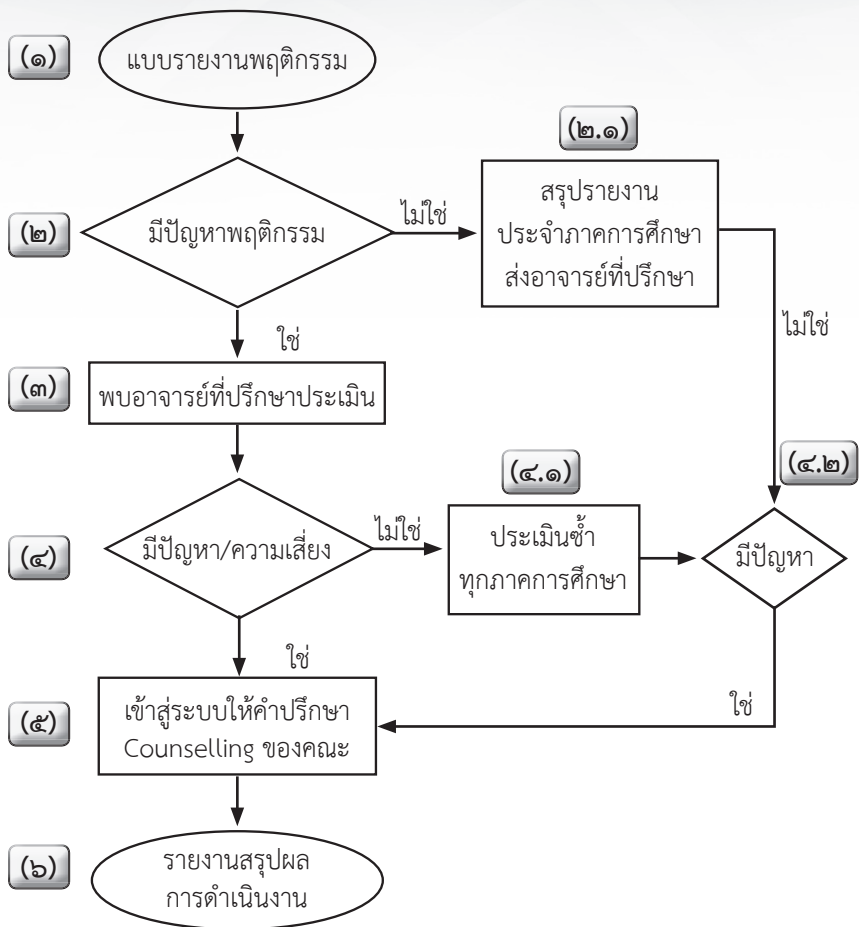 (๑)
แบบรายงานพฤติกรรม
(๒.๑)
(๒)
มีปัญหาพฤติกรรม
ไม่ใช่
สรุปรายงาน
ประจำภาคการศึกษา
ส่งอาจารย์ที่ปรึกษา
ไม่ใช่
ใช่
(๓)
พบอาจารย์ที่ปรึกษาประเมิน
(๔.๑)
(๔.๒)
(๔)
มีปัญหา/ความเสี่ยง
ไม่ใช่
ประเมินซ้ำ
ทุกภาคการศึกษา
มีปัญหา
ใช่
ใช่
(๕)
เข้าสู่ระบบให้คำปรึกษา
Counselling ของคณะ
(๖)
รายงานสรุปผล
การดำเนินงาน